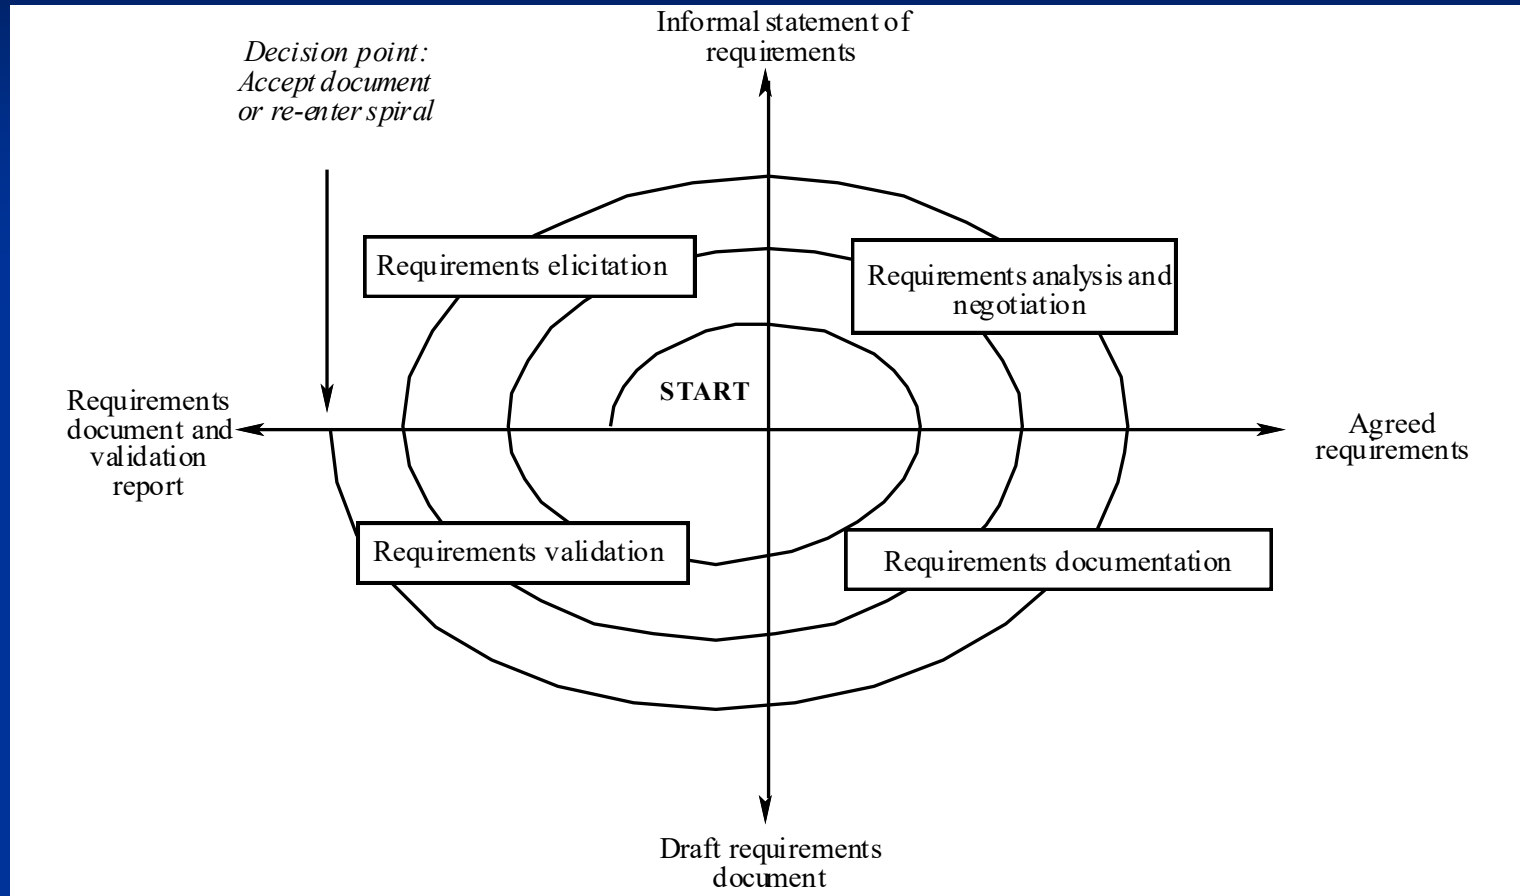 Informal statement of
requirements
Decision point:
Accept document
or re-enter spiral
Requirements elicitation
Requirements analysis and
negotiation
START
Requirements
document and
validation
report
Agreed
requirements
Requirements validation
Requirements documentation
Draft requirements
document